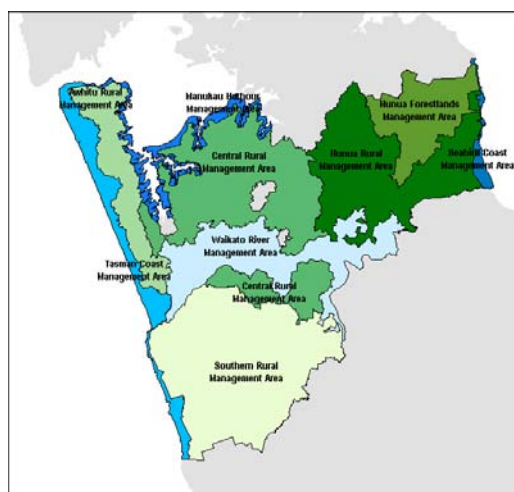 Awhitu Rural
Management Area
Manukau Harbour
Management Area
Hunua Forestlands
Management Area
Central Rural
Management Area
Hunua Rural
Management Area
Seabird Coast
Management Area
Waikato River
Management Area
Tasman Coast
Management Area
Central Rural
Management Area
Southern Rural
Management Area